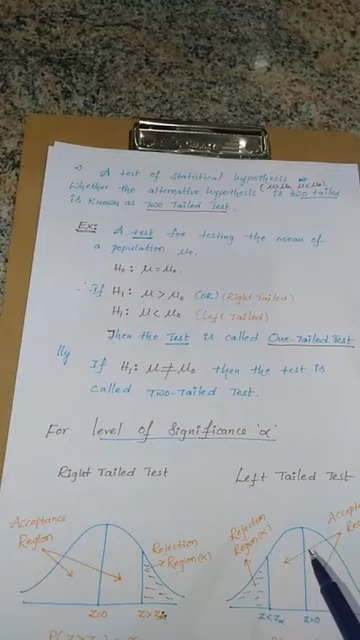 A test of statistical hypothesis
Whether the alternative hypothesis (μ>μ₀, μ<μ₀) is two tailed
is Known as Two Tailed Test.
Ex: A test for testing the mean of
a population μ₀.
H₀ : μ = μ₀.
∴ If H₁ : μ > μ₀ (OR) (Right Tailed)
H₁ : μ < μ₀ (Left Tailed)
Then the Test is called One-Tailed Test
lly
If H₁ : μ ≠ μ₀ then the test is
called Two-Tailed Test.
For level of Significance 'α'
Right Tailed Test Left Tailed Test
Acceptance
Region
Rejection
Region (α)
Z=0 Z>Zα
Rejection
Region (α)
Z<Zα Z=0